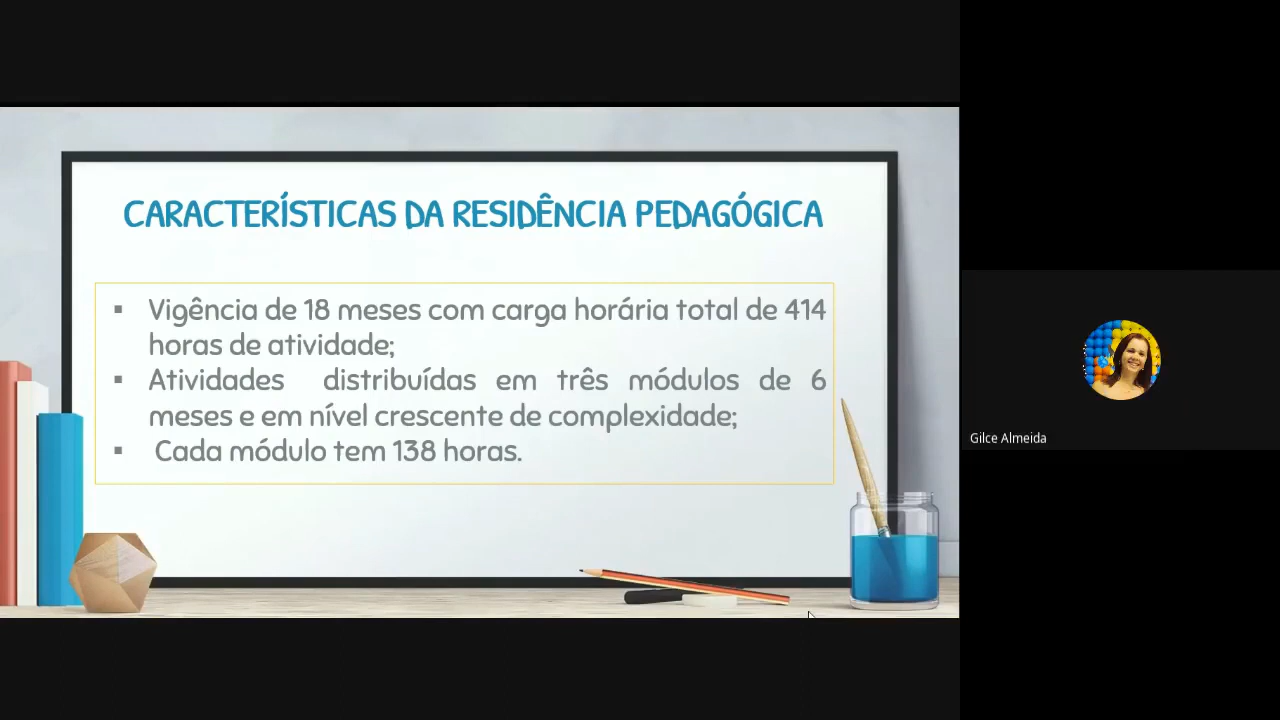 CARACTERÍSTICAS DA RESIDÊNCIA PEDAGÓGICA
▪ Vigência de 18 meses com carga horária total de 414
horas de atividade;
▪ Atividades distribuídas em três módulos de 6
meses e em nível crescente de complexidade;
▪ Cada módulo tem 138 horas.
Gilce Almeida